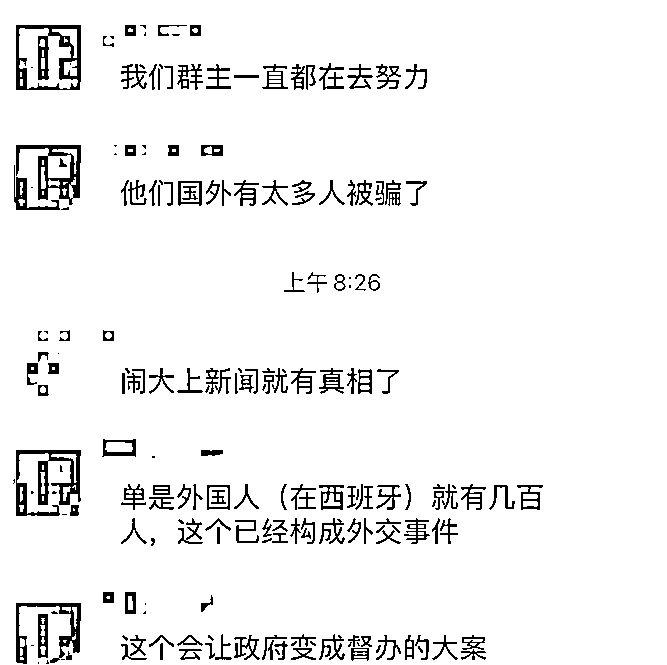 我们群主一直都在去努力
他们国外有太多人被骗了
上午 8:26
闹大上新闻就有真相了
单是外国人（在西班牙）就有几百
人，这个已经构成外交事件
这个会让政府变成督办的大案